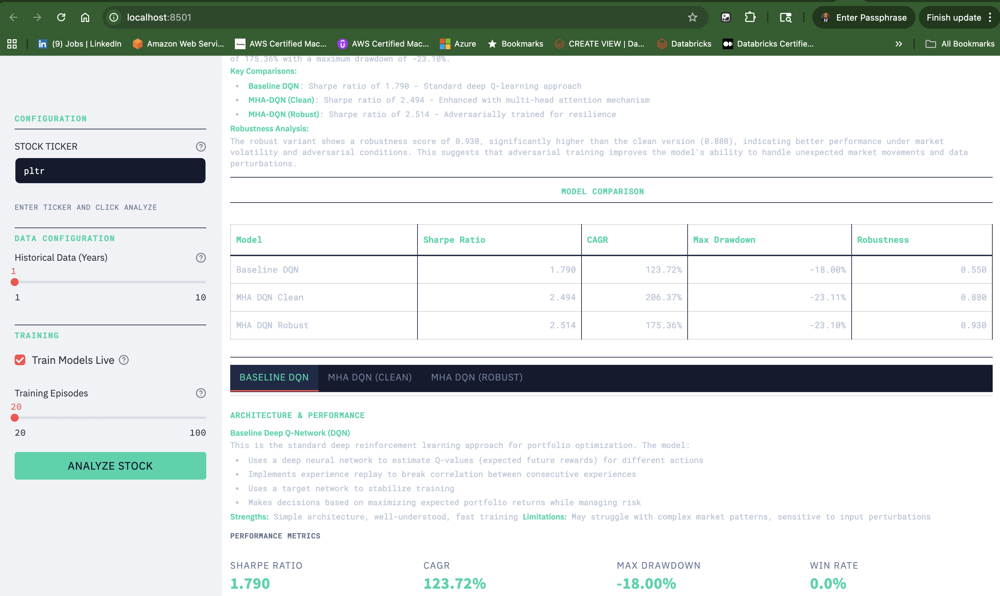 localhost:8501
Enter Passphrase
Finish update
(9) Jobs | LinkedIn
Amazon Web Servi...
AWS Certified Mac...
AWS Certified Mac...
Azure
Bookmarks
CREATE VIEW | Da...
Databricks
Databricks Certifie...
All Bookmarks
CONFIGURATION
STOCK TICKER
pltr
ENTER TICKER AND CLICK ANALYZE
DATA CONFIGURATION
Historical Data (Years)
1
1 10
TRAINING
Train Models Live
Training Episodes
20
20 100
ANALYZE STOCK
of 175.36% with a maximum drawdown of -23.10%.
Key Comparisons:
• Baseline DQN: Sharpe ratio of 1.790 - Standard deep Q-learning approach
• MHA-DQN (Clean): Sharpe ratio of 2.494 - Enhanced with multi-head attention mechanism
• MHA-DQN (Robust): Sharpe ratio of 2.514 - Adversarially trained for resilience
Robustness Analysis:
The robust variant shows a robustness score of 0.930, significantly higher than the clean version (0.880), indicating better performance under market
volatility and adversarial conditions. This suggests that adversarial training improves the model's ability to handle unexpected market movements and data
perturbations.
MODEL COMPARISON
Model Sharpe Ratio CAGR Max Drawdown Robustness
Baseline DQN 1.790 123.72% -18.00% 0.550
MHA DQN Clean 2.494 206.37% -23.11% 0.880
MHA DQN Robust 2.514 175.36% -23.10% 0.930
BASELINE DQN MHA DQN (CLEAN) MHA DQN (ROBUST)
ARCHITECTURE & PERFORMANCE
Baseline Deep Q-Network (DQN)
This is the standard deep reinforcement learning approach for portfolio optimization. The model:
• Uses a deep neural network to estimate Q-values (expected future rewards) for different actions
• Implements experience replay to break correlation between consecutive experiences
• Uses a target network to stabilize training
• Makes decisions based on maximizing expected portfolio returns while managing risk
Strengths: Simple architecture, well-understood, fast training Limitations: May struggle with complex market patterns, sensitive to input perturbations
PERFORMANCE METRICS
SHARPE RATIO CAGR MAX DRAWDOWN WIN RATE
1.790 123.72% -18.00% 0.0%